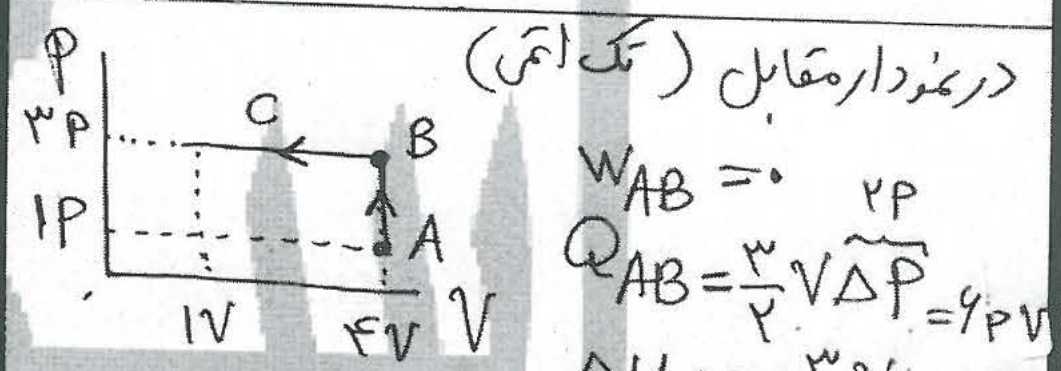 در نمودار مقابل (تک اتمی)
P
۳P
C
B
W_AB = ۰
۱P
A
۲P
Q_AB = ۳/۲ V ΔP = ۶PV
۱V
۴V
V